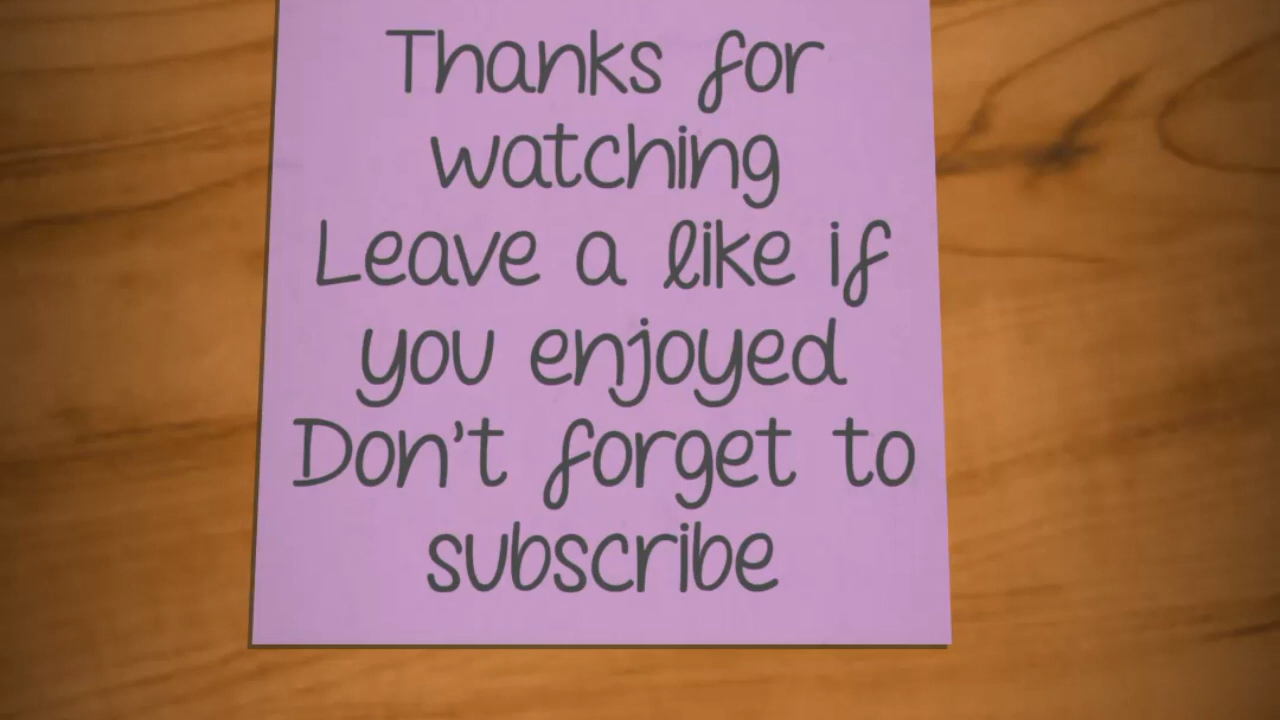 Thanks for
watching
Leave a like if
you enjoyed
Don't forget to
subscribe